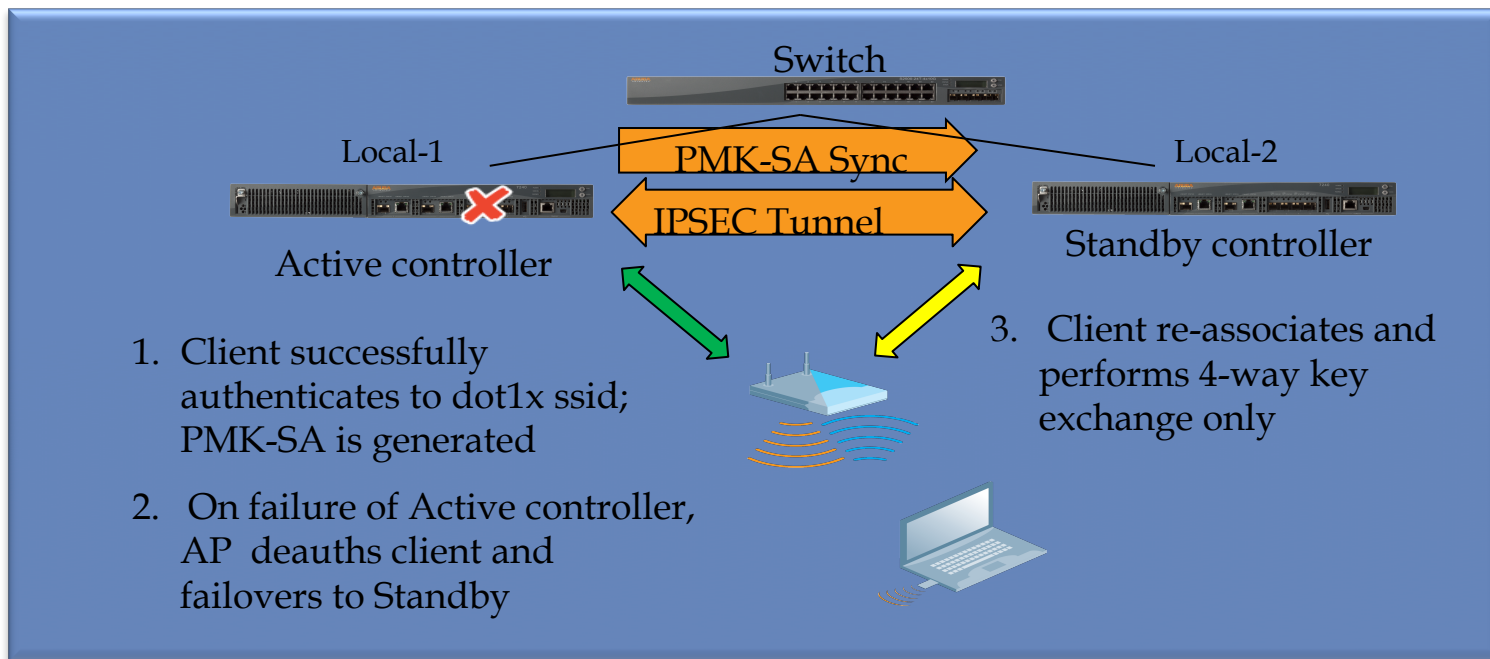 Switch
Local-1
PMK-SA Sync
Local-2
IPSEC Tunnel
Active controller
Standby controller
1. Client successfully
authenticates to dot1x ssid;
PMK-SA is generated
2. On failure of Active controller,
AP deauths client and
failovers to Standby
3. Client re-associates and
performs 4-way key
exchange only